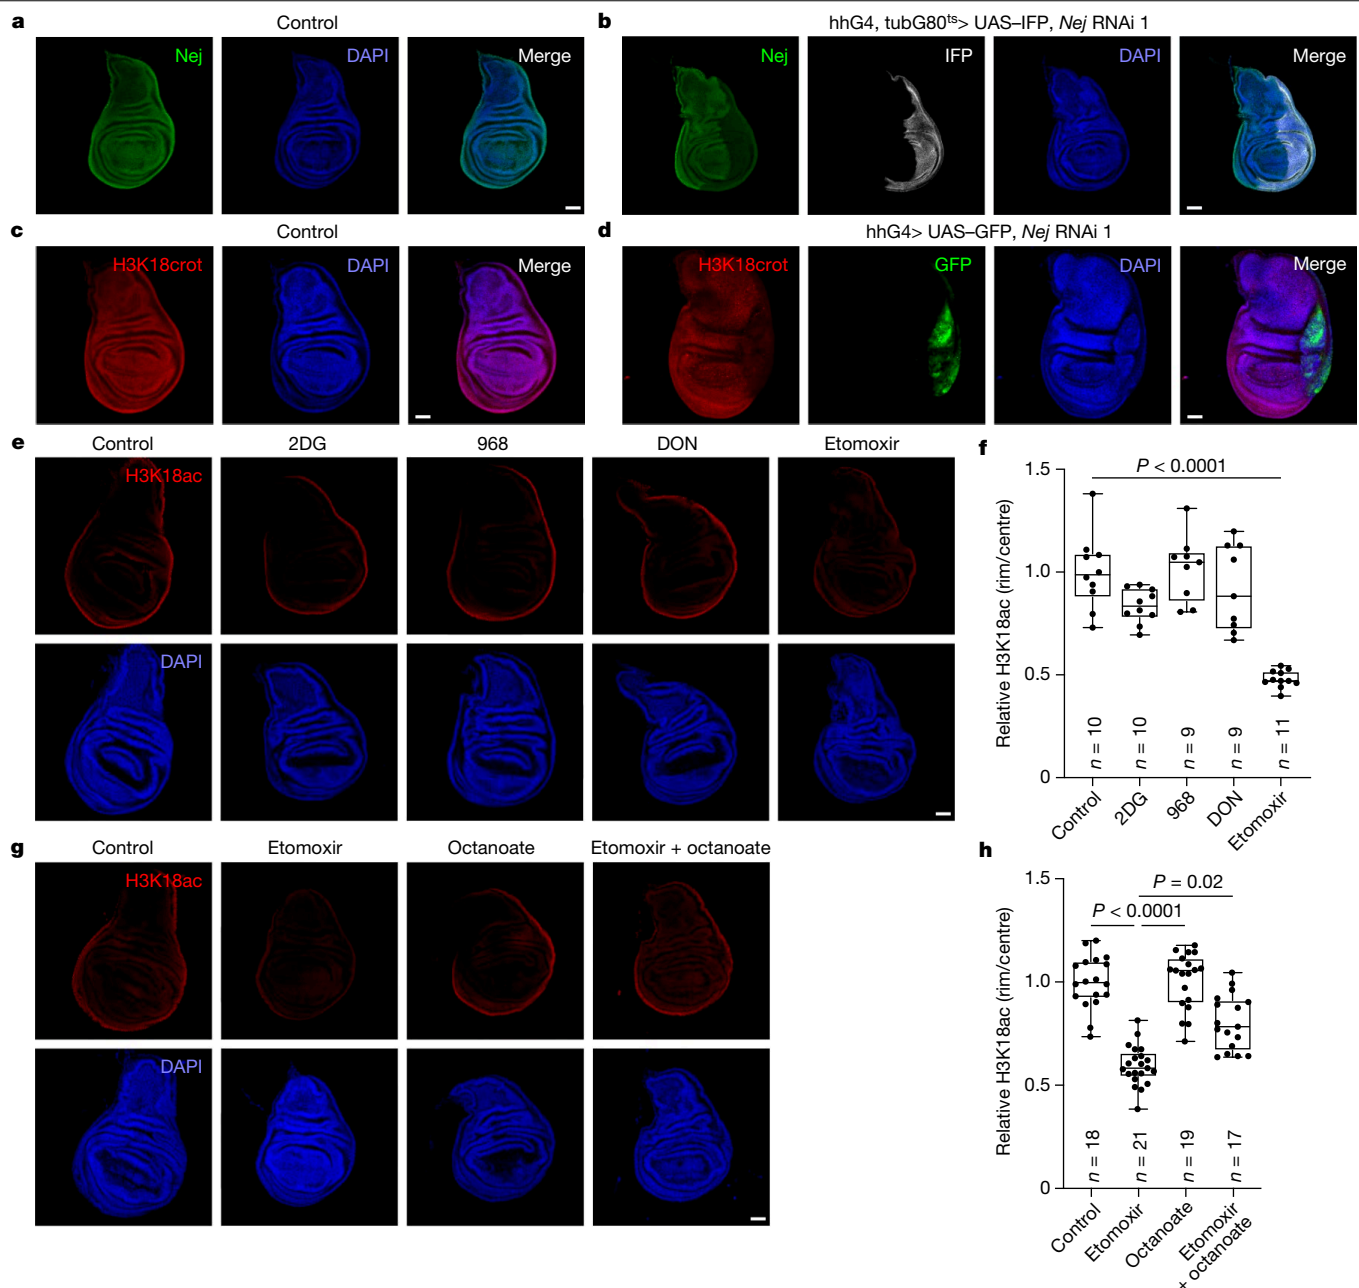 a
Control
Nej
DAPI
Merge
b
hhG4, tubG80ts> UAS–IFP, Nej RNAi 1
Nej
IFP
DAPI
Merge
c
Control
H3K18crot
DAPI
Merge
d
hhG4> UAS–GFP, Nej RNAi 1
H3K18crot
GFP
DAPI
Merge
e
Control
2DG
968
DON
Etomoxir
H3K18ac
DAPI
f
P < 0.0001
1.5
1.0
0.5
0
Relative H3K18ac (rim/centre)
n = 10
n = 10
n = 9
n = 9
n = 11
Control
2DG
968
DON
Etomoxir
g
Control
Etomoxir
Octanoate
Etomoxir + octanoate
H3K18ac
DAPI
h
P = 0.02
P < 0.0001
1.5
1.0
0.5
0
Relative H3K18ac (rim/centre)
n = 18
n = 21
n = 19
n = 17
Control
Etomoxir
Octanoate
Etomoxir
+ octanoate